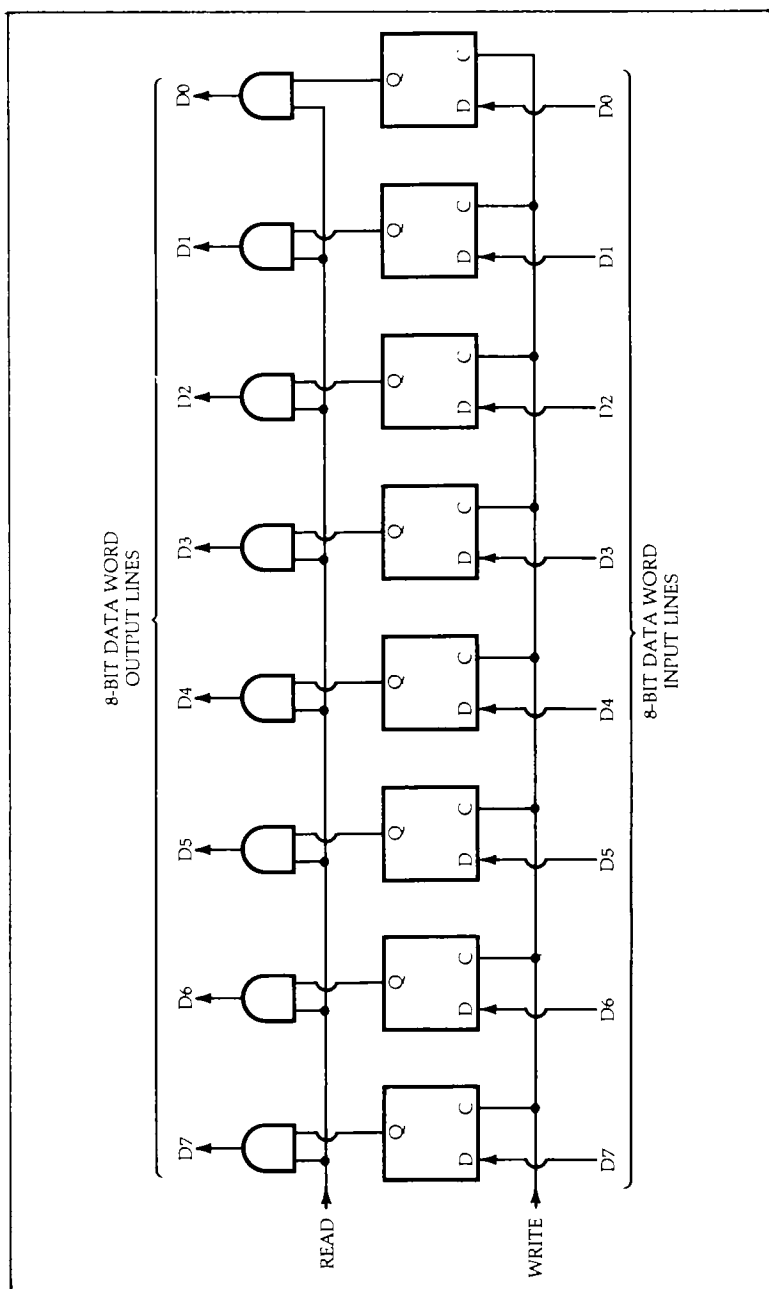 8-BIT DATA WORD
OUTPUT LINES
D7 D6 D5 D4 D3 D2 D1 D0
READ
Q Q Q Q Q Q Q Q
D C D C D C D C D C D C D C D C
WRITE
D7 D6 D5 D4 D3 D2 D1 D0
8-BIT DATA WORD
INPUT LINES